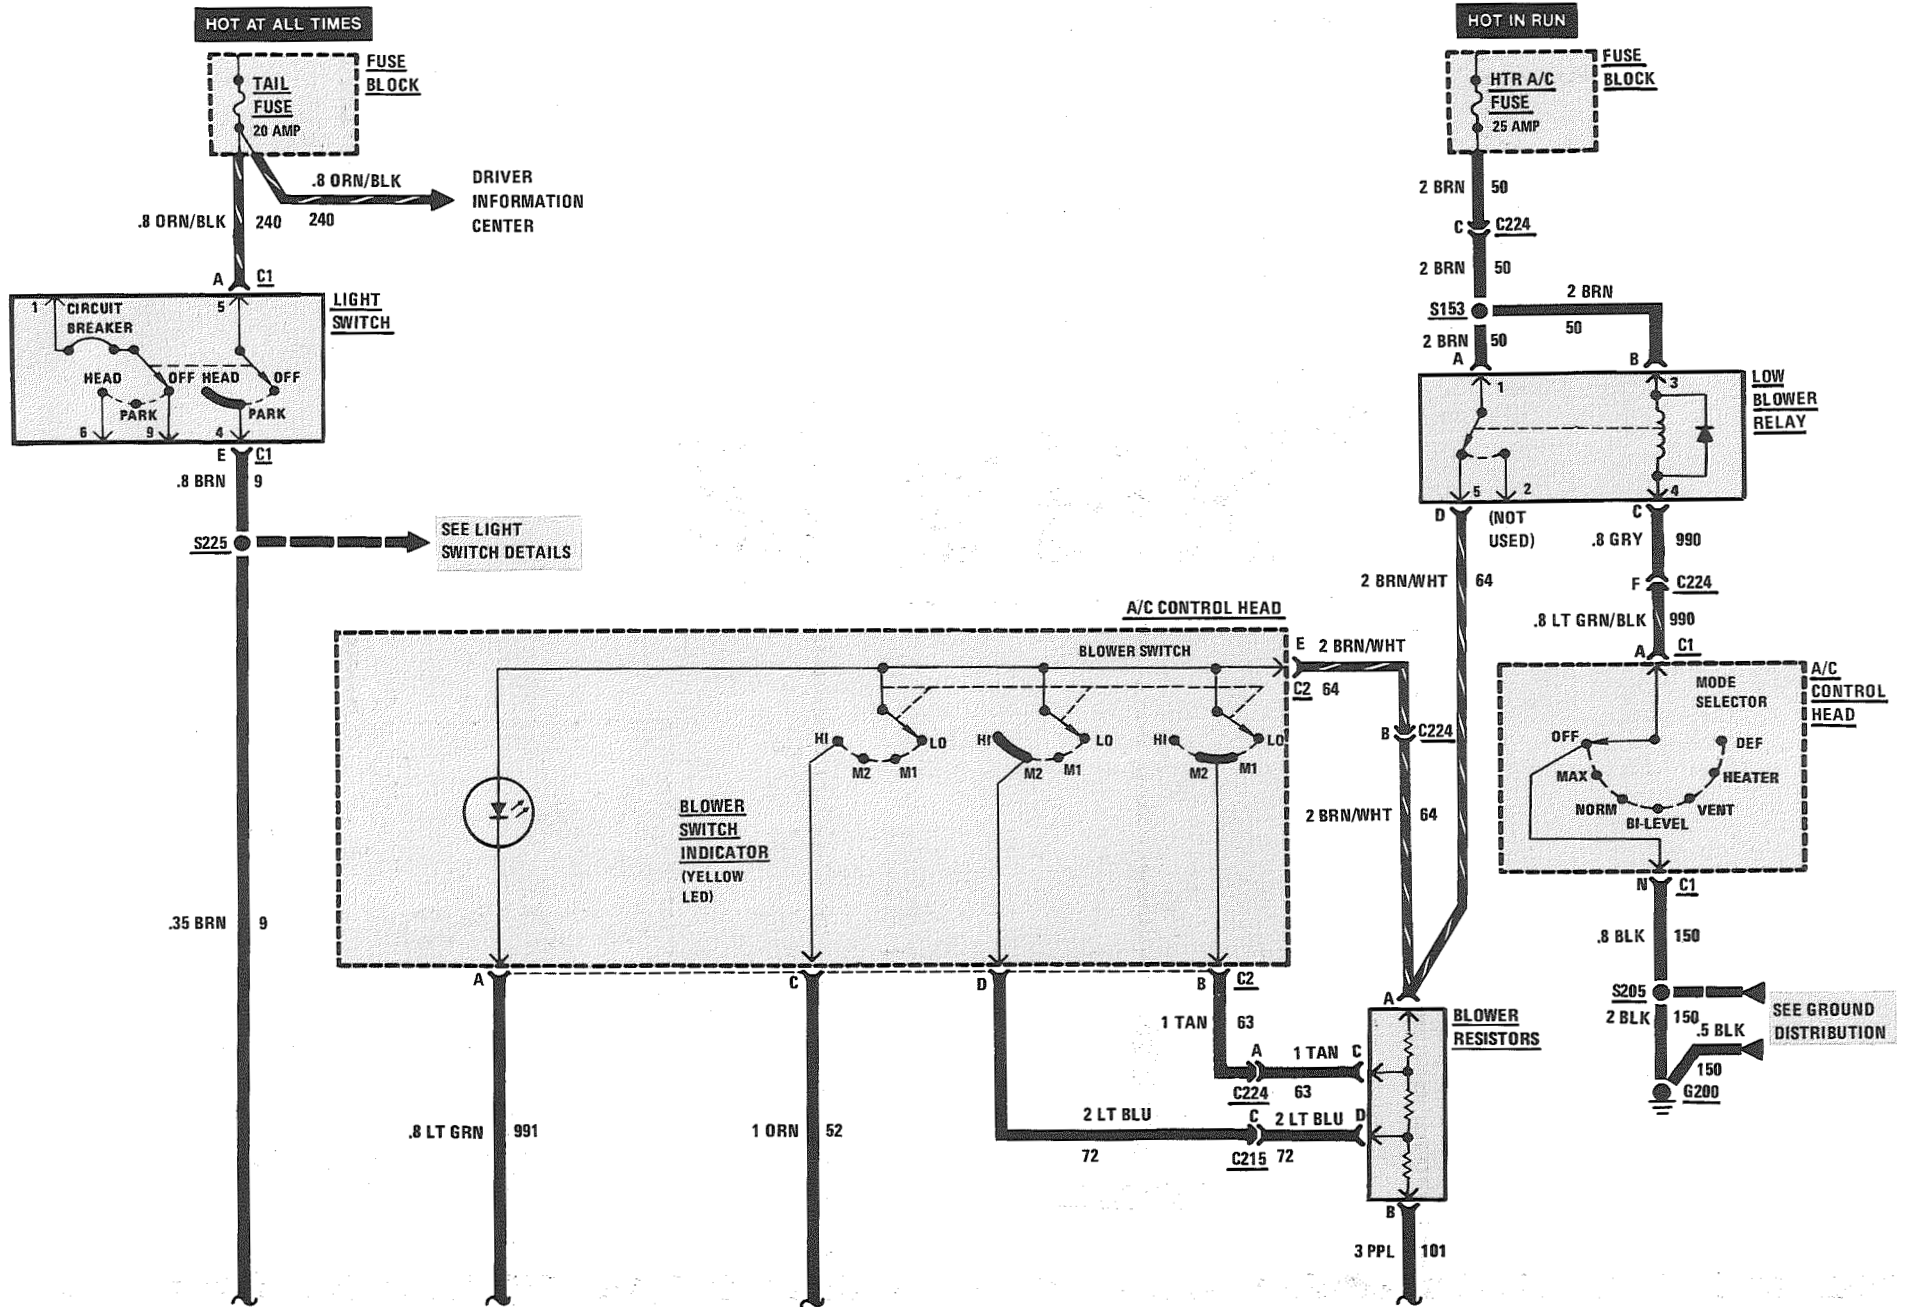 HOT AT ALL TIMES
FUSE
BLOCK
TAIL
FUSE
20 AMP
.8 ORN/BLK
240
DRIVER
INFORMATION
CENTER
.8 ORN/BLK
240
A
C1
LIGHT
SWITCH
1
CIRCUIT
BREAKER
5
HEAD
OFF
PARK
HEAD
OFF
PARK
6
9
4
E
C1
.8 BRN
9
S225
SEE LIGHT
SWITCH DETAILS
.35 BRN
9
HOT IN RUN
FUSE
BLOCK
HTR A/C
FUSE
25 AMP
2 BRN
50
C
C224
2 BRN
50
S153
2 BRN
50
2 BRN
50
A
B
LOW
BLOWER
RELAY
1
3
5
2
4
D
(NOT
USED)
C
.8 GRY
990
2 BRN/WHT
64
F
C224
.8 LT GRN/BLK
990
A
C1
A/C
CONTROL
HEAD
MODE
SELECTOR
OFF
MAX
NORM
BI-LEVEL
VENT
HEATER
DEF
N
C1
.8 BLK
150
S205
2 BLK
150
.5 BLK
150
SEE GROUND
DISTRIBUTION
G200
A/C CONTROL HEAD
BLOWER SWITCH
E
2 BRN/WHT
C2
64
B
C224
2 BRN/WHT
64
HI
M2
M1
LO
HI
M2
M1
LO
HI
M2
M1
LO
BLOWER
SWITCH
INDICATOR
(YELLOW
LED)
A
C
D
B
C2
1 TAN
63
A
C224
1 TAN
63
C
2 LT BLU
72
C
C215
2 LT BLU
72
D
A
BLOWER
RESISTORS
B
3 PPL
101
.8 LT GRN
991
1 ORN
52